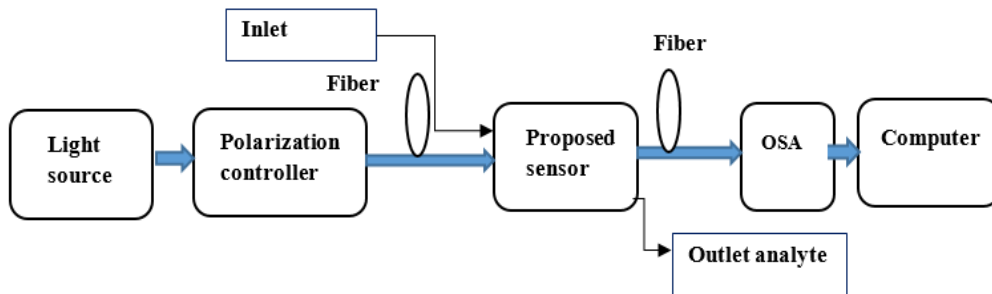 Inlet
Fiber
Fiber
Light
source
Polarization
controller
Proposed
sensor
OSA
Computer
Outlet analyte